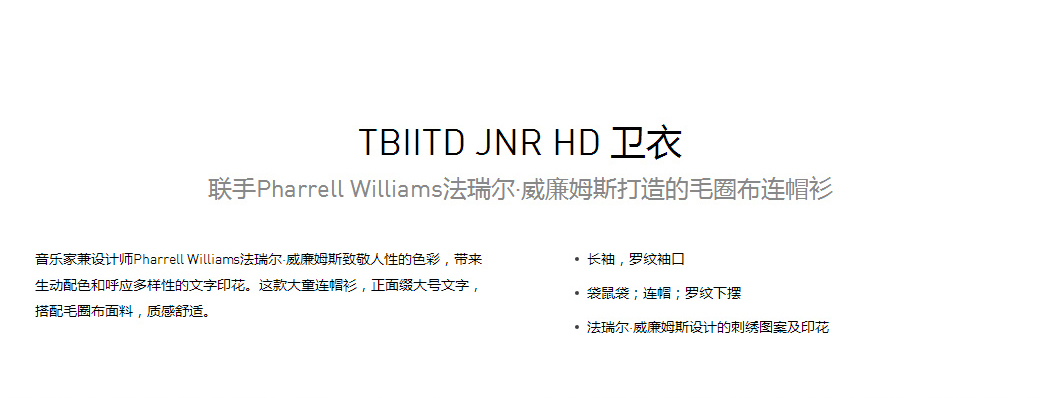 TBIITD JNR HD 卫衣
联手Pharrell Williams法瑞尔·威廉姆斯打造的毛圈布连帽衫
音乐家兼设计师Pharrell Williams法瑞尔·威廉姆斯致敬人性的色彩，带来
生动配色和呼应多样性的文字印花。这款大童连帽衫，正面缀大号文字，
搭配毛圈布面料，质感舒适。
• 长袖，罗纹袖口
• 袋鼠袋；连帽；罗纹下摆
• 法瑞尔·威廉姆斯设计的刺绣图案及印花